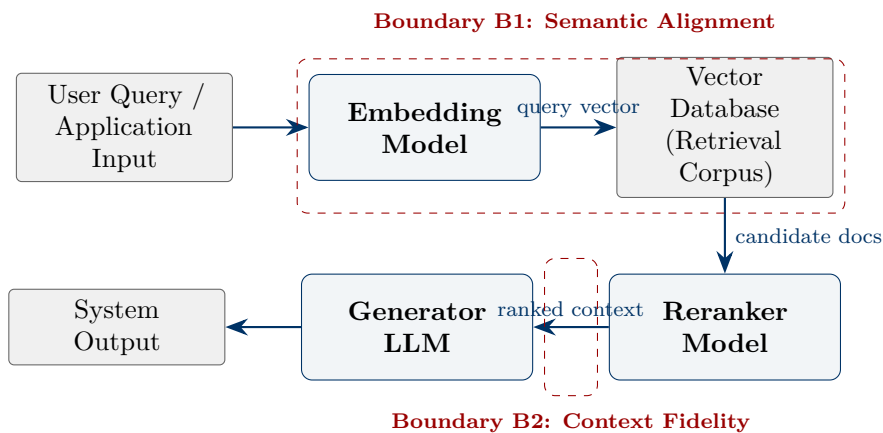 Boundary B1: Semantic Alignment
User Query /
Application
Input
Embedding
Model
query vector
Vector
Database
(Retrieval
Corpus)
candidate docs
System
Output
Generator
LLM
ranked context
Reranker
Model
Boundary B2: Context Fidelity